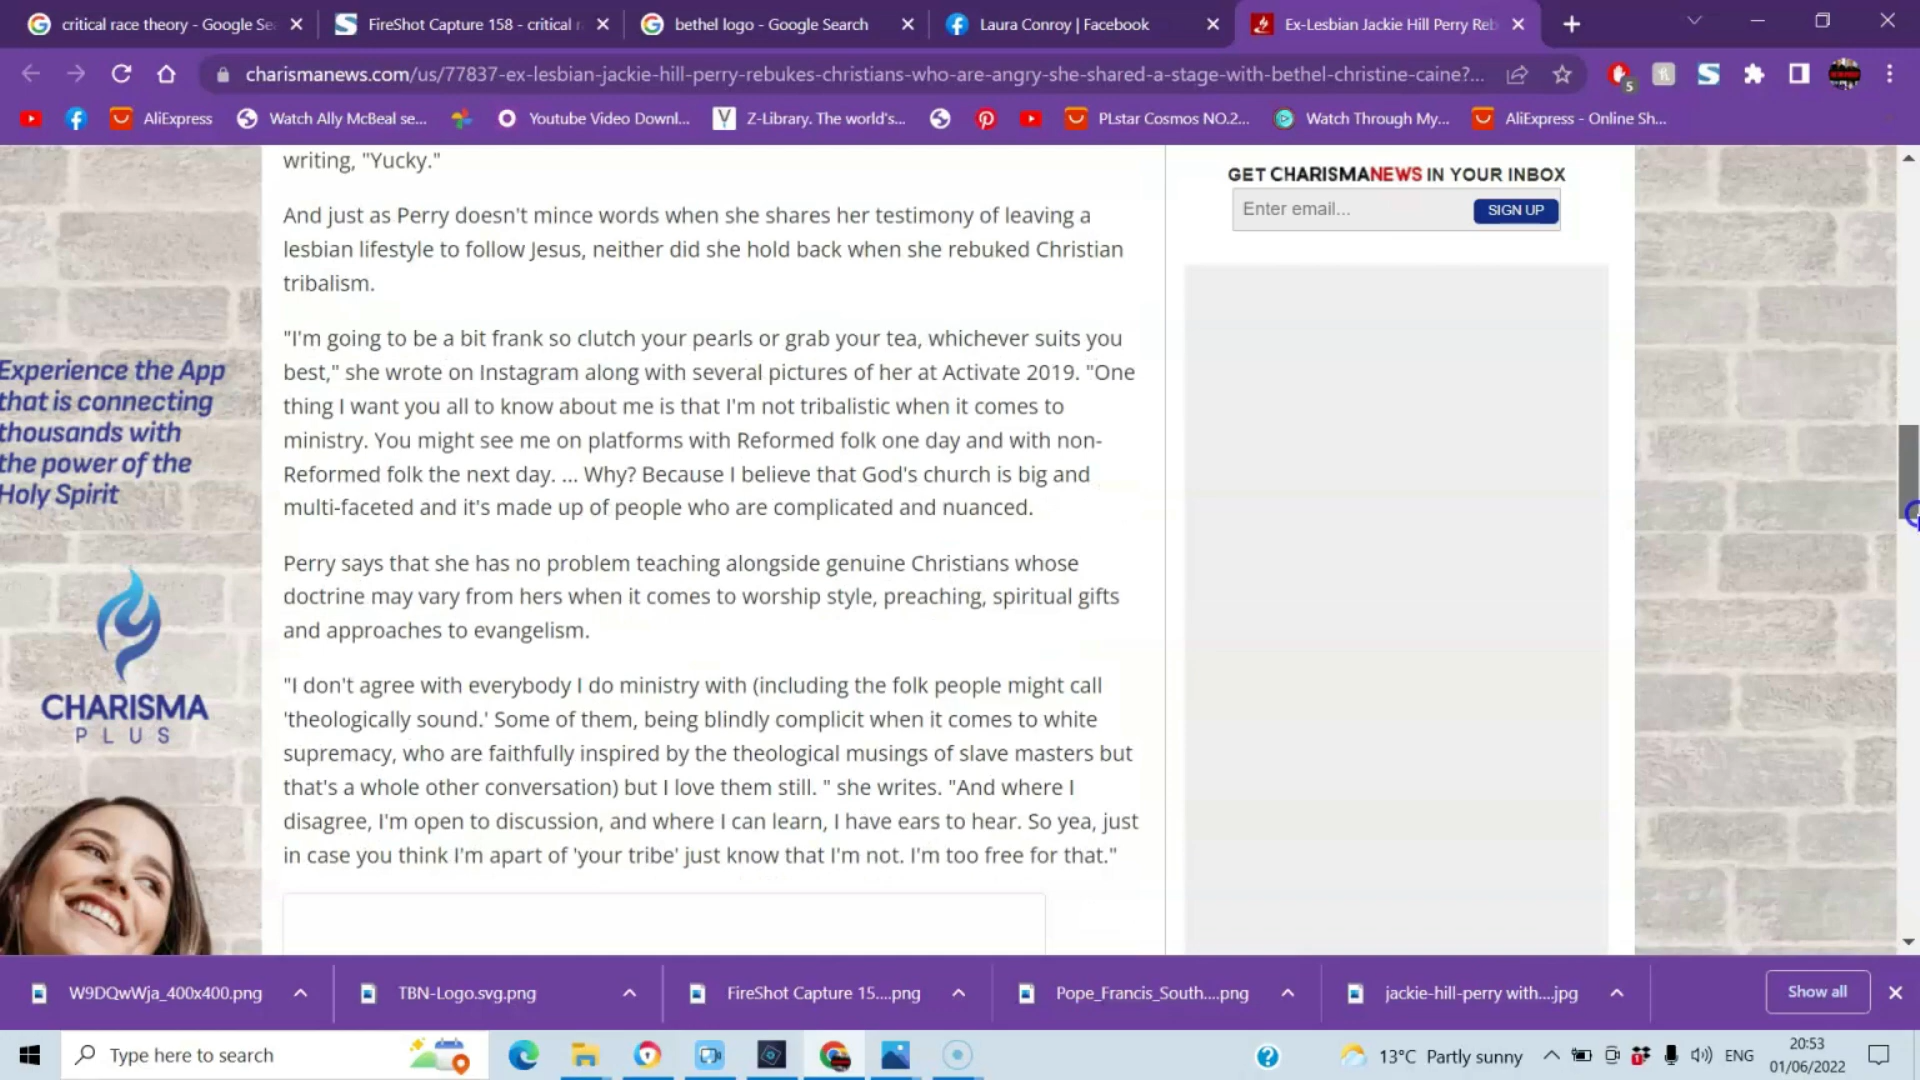 critical race theory - Google Se
FireShot Capture 158 - critical r
bethel logo - Google Search
Laura Conroy | Facebook
Ex-Lesbian Jackie Hill Perry Reb
charismanews.com/us/77837-ex-lesbian-jackie-hill-perry-rebukes-christians-who-are-angry-she-shared-a-stage-with-bethel-christine-caine?...
5
AliExpress
Watch Ally McBeal se...
Youtube Video Downl...
Z-Library. The world's...
PLstar Cosmos NO.2...
Watch Through My...
AliExpress - Online Sh...
writing, "Yucky."
And just as Perry doesn't mince words when she shares her testimony of leaving a
lesbian lifestyle to follow Jesus, neither did she hold back when she rebuked Christian
tribalism.
"I'm going to be a bit frank so clutch your pearls or grab your tea, whichever suits you
best," she wrote on Instagram along with several pictures of her at Activate 2019. "One
thing I want you all to know about me is that I'm not tribalistic when it comes to
ministry. You might see me on platforms with Reformed folk one day and with non-
Reformed folk the next day. ... Why? Because I believe that God's church is big and
multi-faceted and it's made up of people who are complicated and nuanced.
Perry says that she has no problem teaching alongside genuine Christians whose
doctrine may vary from hers when it comes to worship style, preaching, spiritual gifts
and approaches to evangelism.
"I don't agree with everybody I do ministry with (including the folk people might call
'theologically sound.' Some of them, being blindly complicit when it comes to white
supremacy, who are faithfully inspired by the theological musings of slave masters but
that's a whole other conversation) but I love them still. " she writes. "And where I
disagree, I'm open to discussion, and where I can learn, I have ears to hear. So yea, just
in case you think I'm apart of 'your tribe' just know that I'm not. I'm too free for that."
GET CHARISMANEWS IN YOUR INBOX
Enter email...
SIGN UP
Experience the App
that is connecting
thousands with
the power of the
Holy Spirit
CHARISMA
PLUS
W9DQwWja_400x400.png
TBN-Logo.svg.png
FireShot Capture 15....png
Pope_Francis_South....png
jackie-hill-perry with....jpg
Show all
Type here to search
13°C Partly sunny
ENG
20:53
01/06/2022